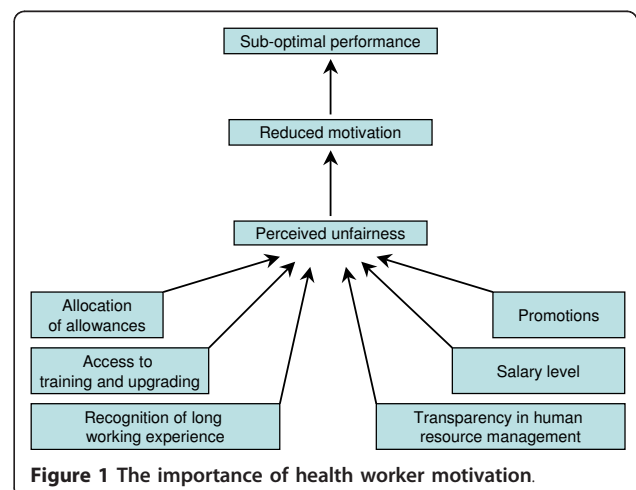 Sub-optimal performance
Reduced motivation
Perceived unfairness
Allocation
of allowances
Access to
training and upgrading
Recognition of long
working experience
Promotions
Salary level
Transparency in human
resource management
Figure 1 The importance of health worker motivation.